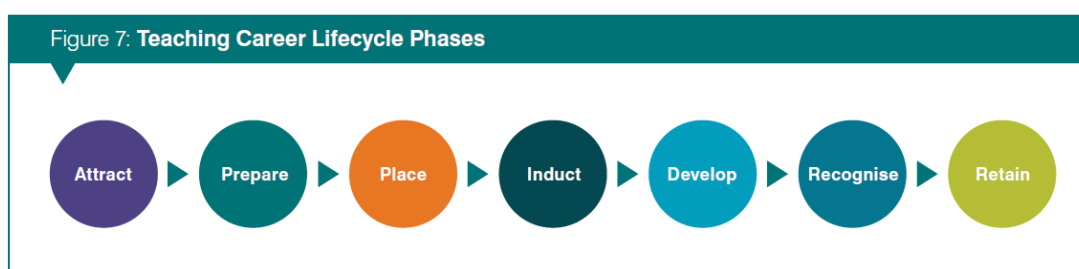 Figure 7: Teaching Career Lifecycle Phases
Attract Prepare Place Induct Develop Recognise Retain